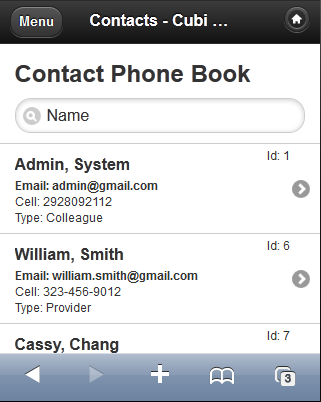 Menu
Contacts - Cubi ...
Contact Phone Book
Name
Id: 1
Admin, System
Email: admin@gmail.com
Cell: 2928092112
Type: Colleague
Id: 6
William, Smith
Email: william.smith@gmail.com
Cell: 323-456-9012
Type: Provider
Id: 7
Cassy, Chang
3